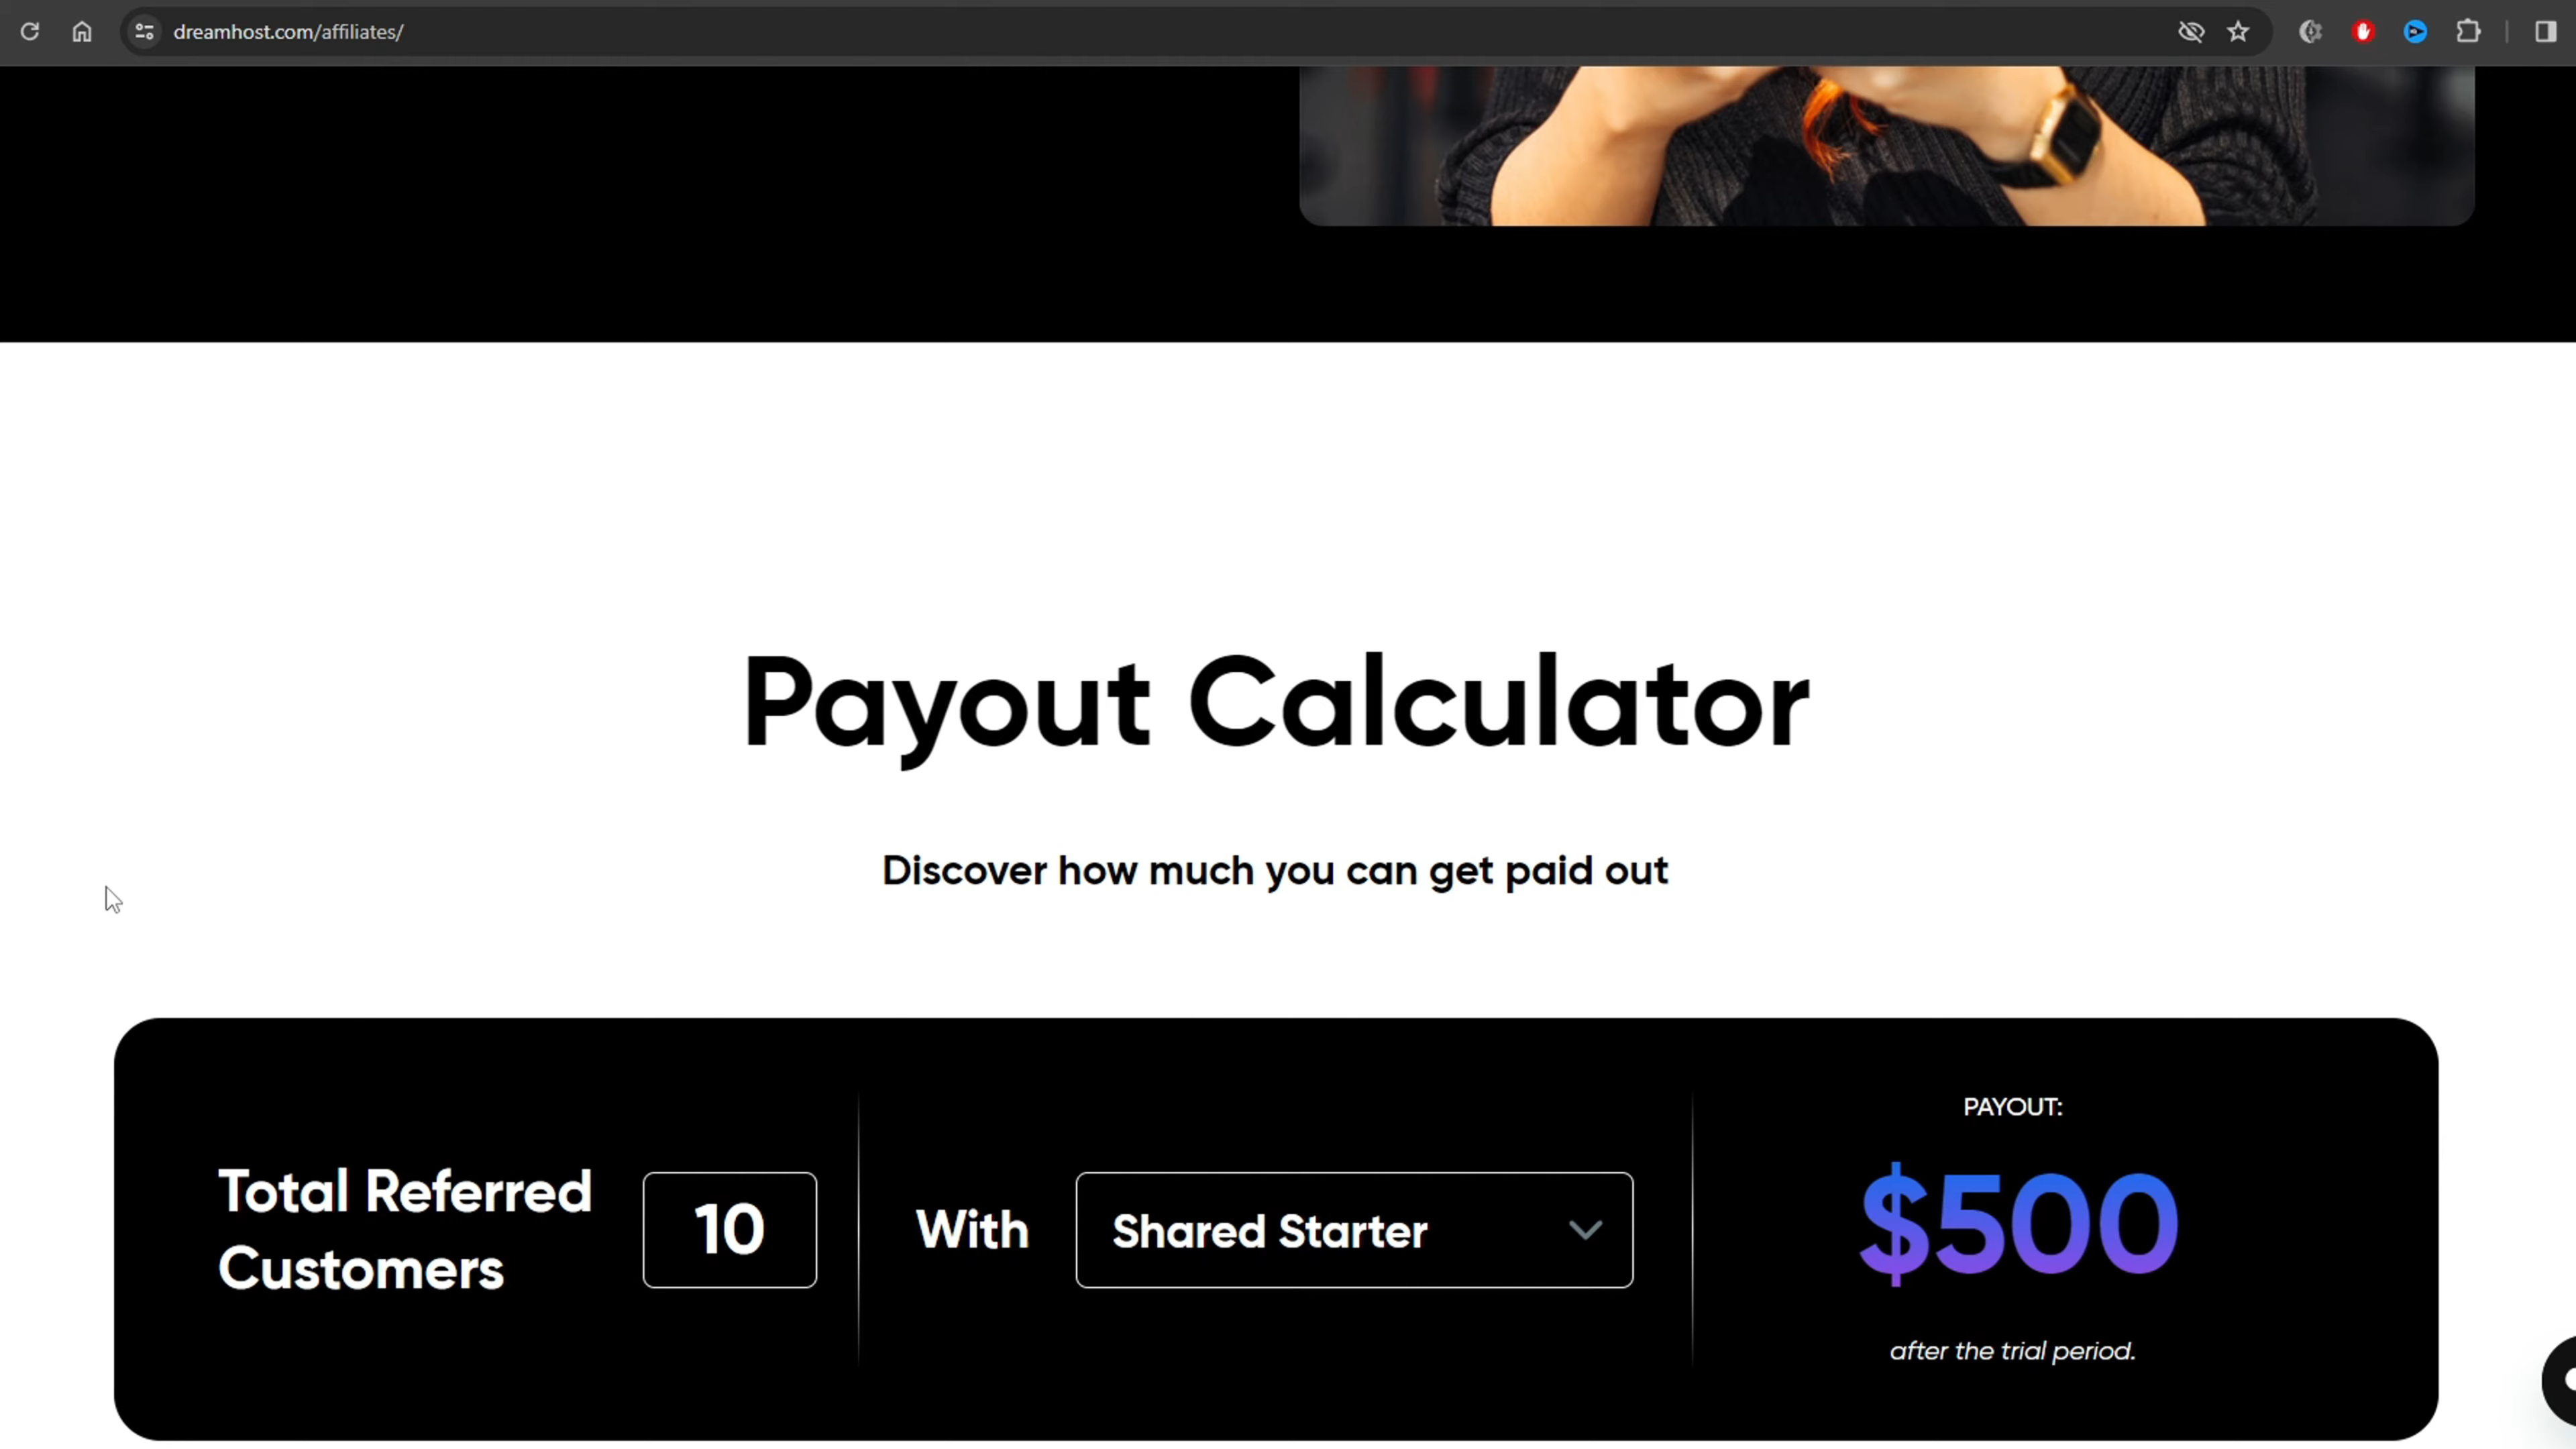 dreamhost.com/affiliates/
Payout Calculator
Discover how much you can get paid out
Total Referred
Customers
10
With
Shared Starter
PAYOUT:
$500
after the trial period.